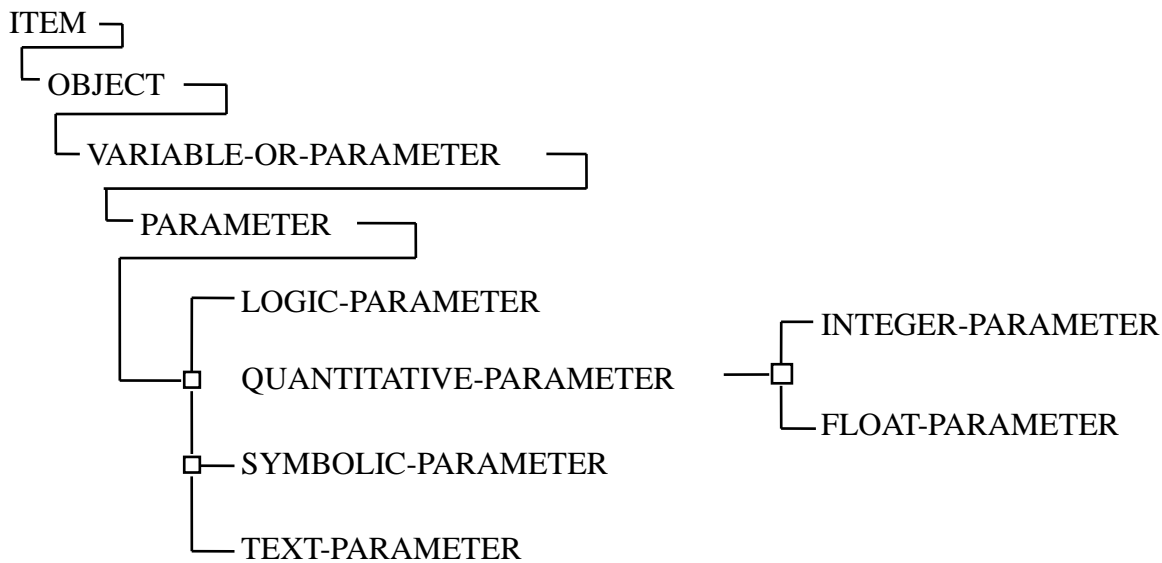 ITEM
OBJECT
VARIABLE-OR-PARAMETER
PARAMETER
LOGIC-PARAMETER
QUANTITATIVE-PARAMETER
INTEGER-PARAMETER
FLOAT-PARAMETER
SYMBOLIC-PARAMETER
TEXT-PARAMETER